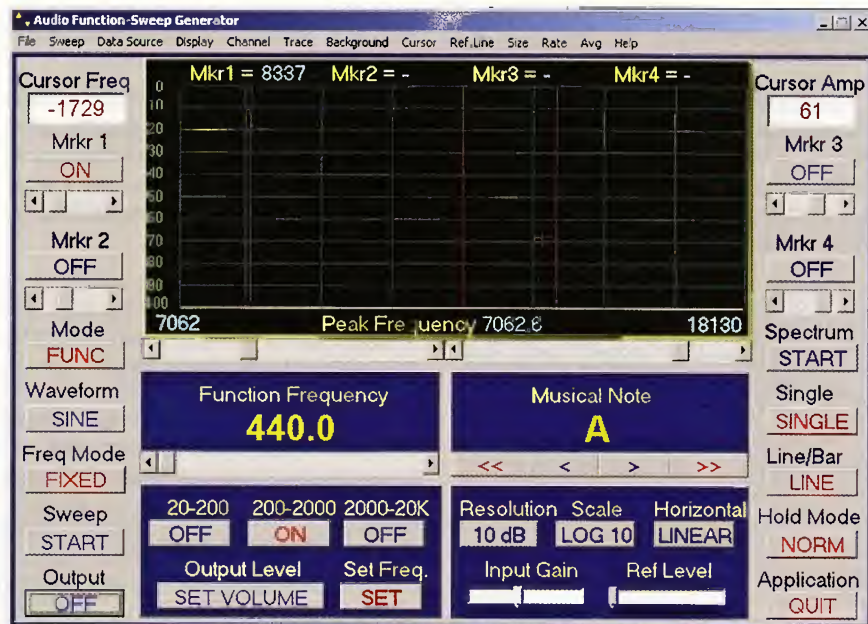 Audio Function-Sweep Generator
File Sweep Data Source Display Channel Trace Background Cursor Ref.Line Size Rate Avg Help
Cursor Freq
-1729
Mrkr 1
ON
Mrkr 2
OFF
Mode
FUNC
Waveform
SINE
Freq Mode
FIXED
Sweep
START
Output
OFF
Mkr1 = 8337 Mkr2 = - Mkr3 = - Mkr4 = -
0
10
20
30
40
50
60
70
80
90
100
7062 Peak Frequency 7062.6 18130
Function Frequency
440.0
Musical Note
A
<< < > >>
20-200 200-2000 2000-20K
OFF ON OFF
Output Level Set Freq.
SET VOLUME SET
Resolution Scale Horizontal
10 dB LOG 10 LINEAR
Input Gain Ref Level
Cursor Amp
61
Mrkr 3
OFF
Mrkr 4
OFF
Spectrum
START
Single
SINGLE
Line/Bar
LINE
Hold Mode
NORM
Application
QUIT